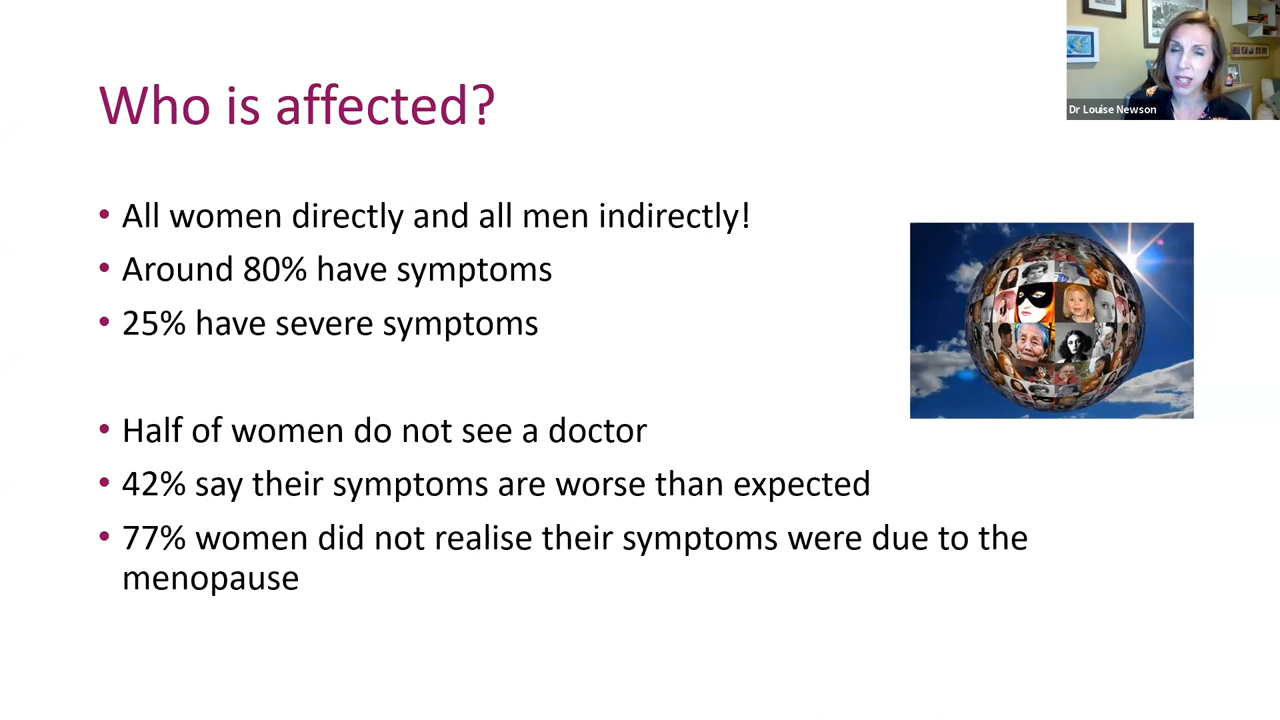 Who is affected?
Dr Louise Newson
• All women directly and all men indirectly!
• Around 80% have symptoms
• 25% have severe symptoms
• Half of women do not see a doctor
• 42% say their symptoms are worse than expected
• 77% women did not realise their symptoms were due to the
menopause